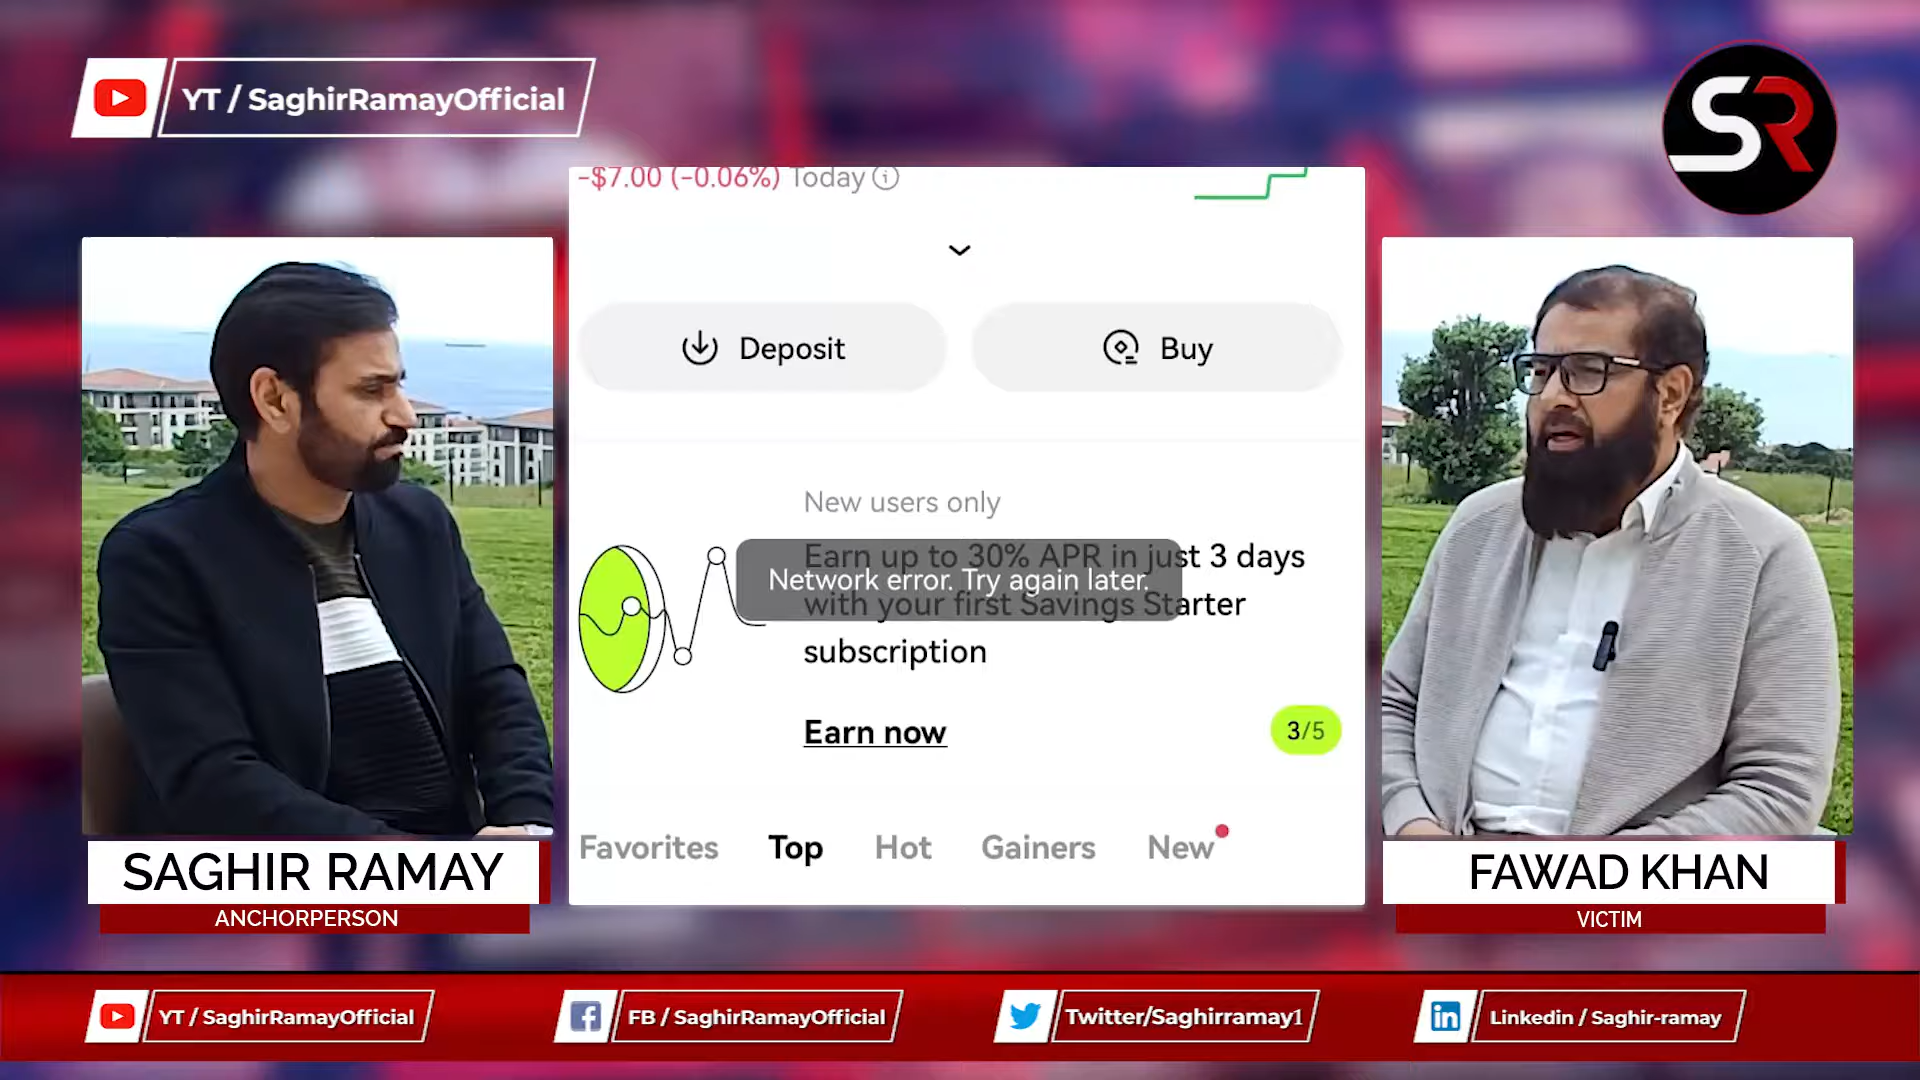 YT / SaghirRamayOfficial
SR
-$7.00 (-0.06%) Today
Deposit
Buy
New users only
Earn up to 30% APR in just 3 days
Network error. Try again later.
with your first Savings Starter
subscription
Earn now
3/5
Favorites Top Hot Gainers New
SAGHIR RAMAY
ANCHORPERSON
FAWAD KHAN
VICTIM
YT / SaghirRamayOfficial
FB / SaghirRamayOfficial
Twitter/Saghirramay1
in
Linkedin / Saghir-ramay